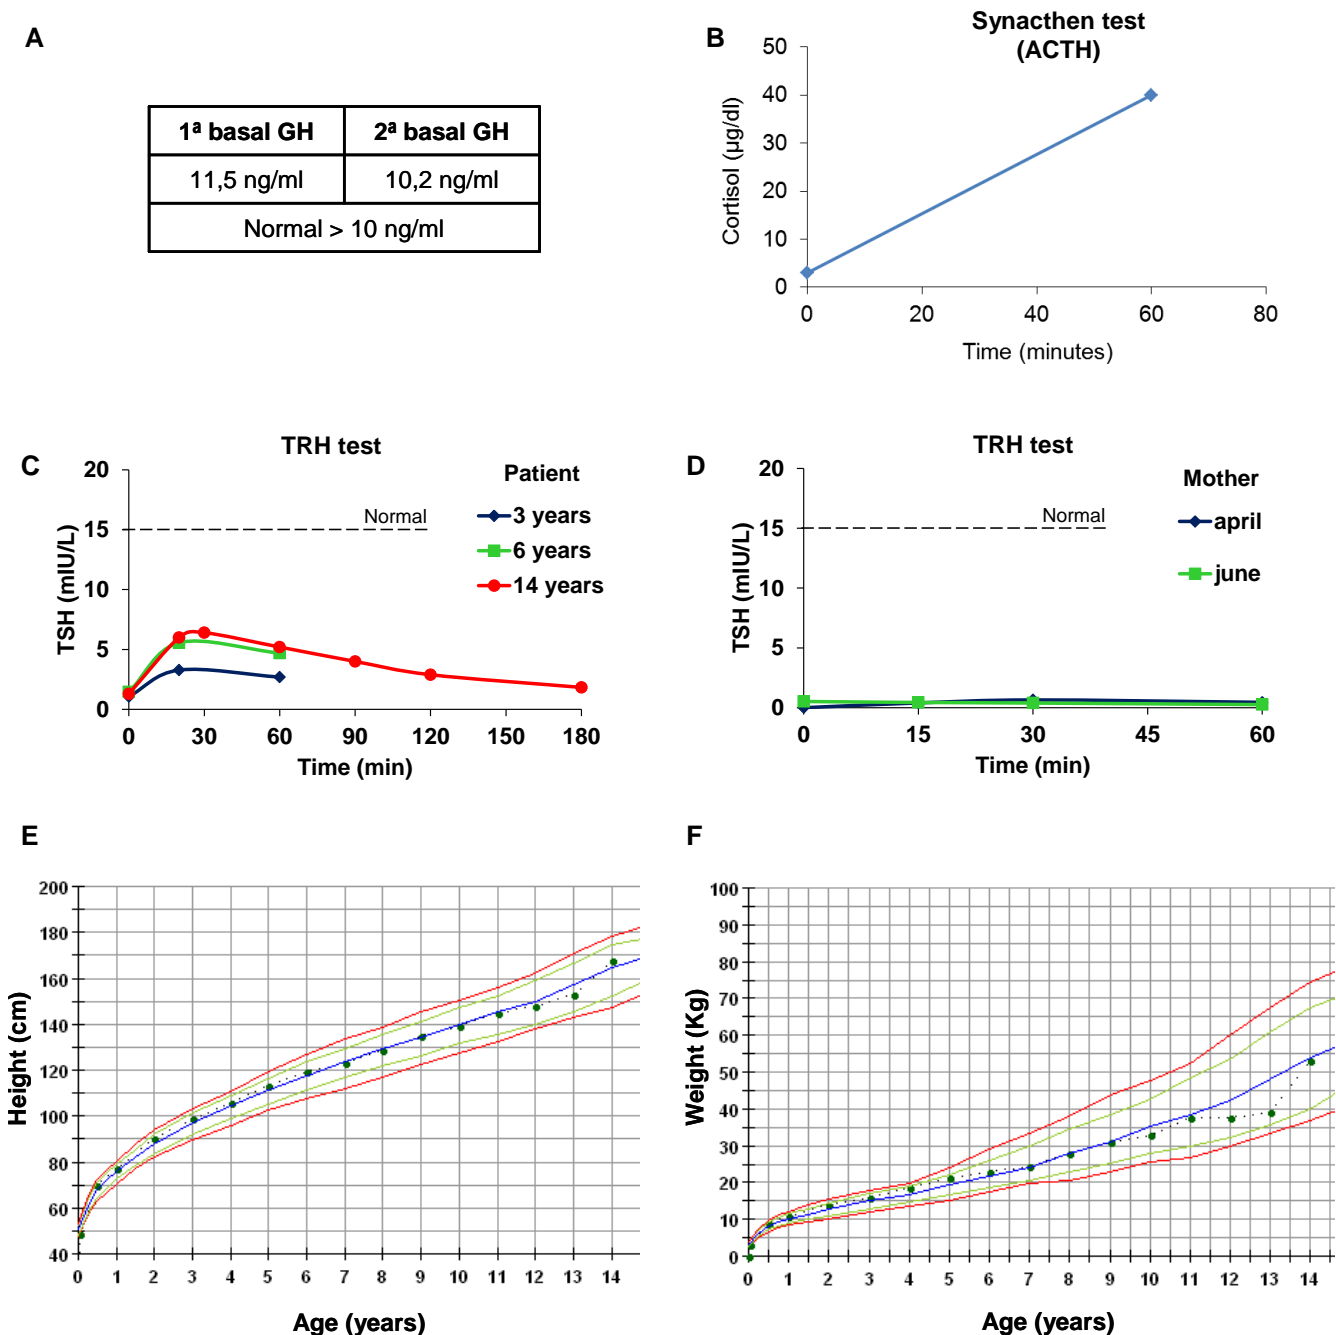 A
1ª basal GH 2ª basal GH
11,5 ng/ml 10,2 ng/ml
Normal > 10 ng/ml
B
Synacthen test
(ACTH)
Cortisol (µg/dl)
50
40
30
20
10
0
0 20 40 60 80
Time (minutes)
C
TRH test
TSH (mIU/L)
20
15
10
5
0
Normal
Patient
3 years
6 years
14 years
0 30 60 90 120 150 180
Time (min)
D
TRH test
TSH (mIU/L)
20
15
10
5
0
Normal
Mother
april
june
0 15 30 45 60
Time (min)
E
Height (cm)
200
180
160
140
120
100
80
60
40
0 1 2 3 4 5 6 7 8 9 10 11 12 13 14
Age (years)
F
Weight (Kg)
100
90
80
70
60
50
40
30
20
10
0
0 1 2 3 4 5 6 7 8 9 10 11 12 13 14
Age (years)